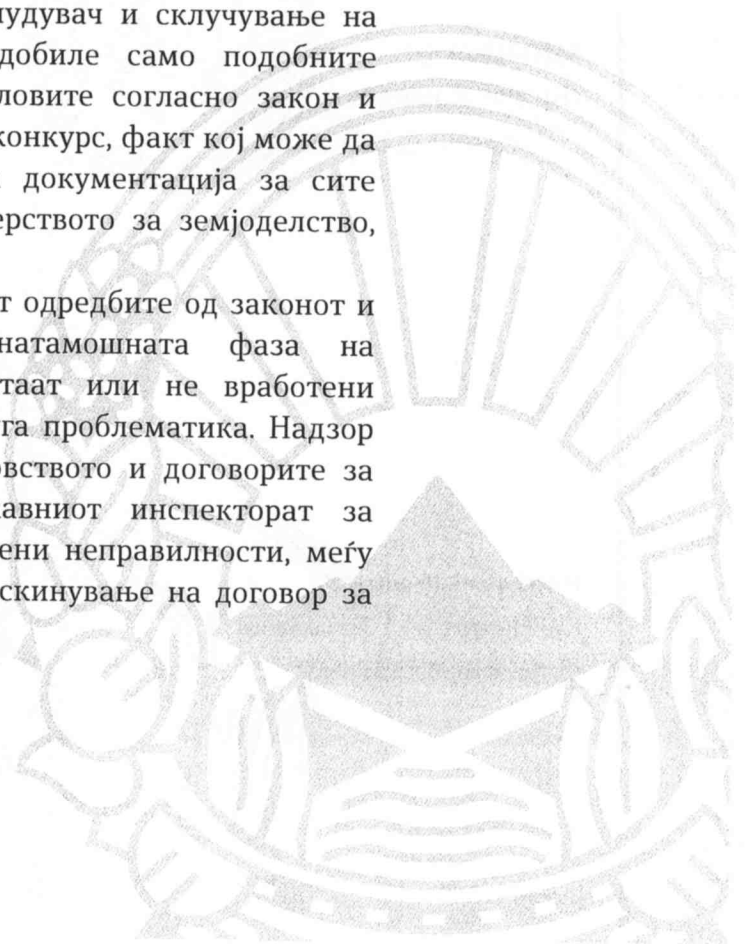 нудувач и склучување на
добиле само подобните
ловите согласно закон и
конкурс, факт кој може да
документација за сите
ерството за земјоделство,
т одредбите од законот и
натамошната фаза на
таат или не вработени
га проблематика. Надзор
вството и договорите за
авниот инспекторат за
ени неправилности, меѓу
скинување на договор за